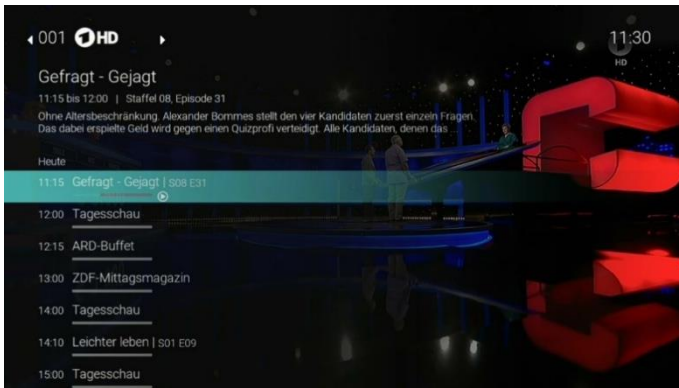 001 1 HD
11:30
HD
Gefragt - Gejagt
11:15 bis 12:00 | Staffel 08, Episode 31
Ohne Altersbeschränkung. Alexander Bommes stellt den vier Kandidaten zuerst einzeln Fragen.
Das dabei erspielte Geld wird gegen einen Quizprofi verteidigt. Alle Kandidaten, denen das ...
Heute
11:15 Gefragt - Gejagt | S08 E31
12:00 Tagesschau
12:15 ARD-Buffet
13:00 ZDF-Mittagsmagazin
14:00 Tagesschau
14:10 Leichter leben | S01 E09
15:00 Tagesschau